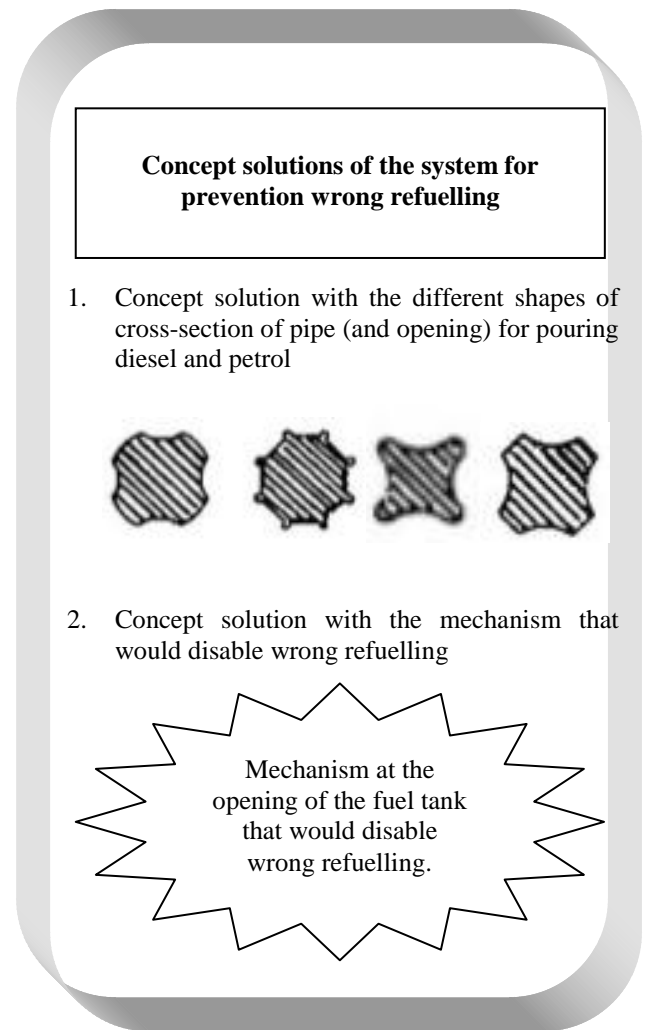 Concept solutions of the system for
prevention wrong refuelling
1. Concept solution with the different shapes of
cross-section of pipe (and opening) for pouring
diesel and petrol
2. Concept solution with the mechanism that
would disable wrong refuelling
Mechanism at the
opening of the fuel tank
that would disable
wrong refuelling.